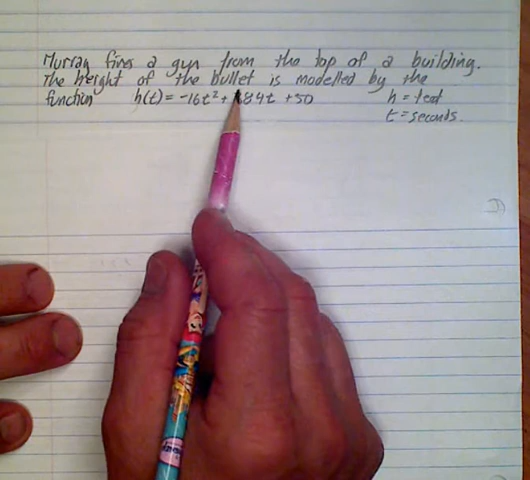 Murray fires a gun from the top of a building.
The height of the bullet is modelled by the
function h(t) = -16t² + 84t + 50 h = feet
t = seconds